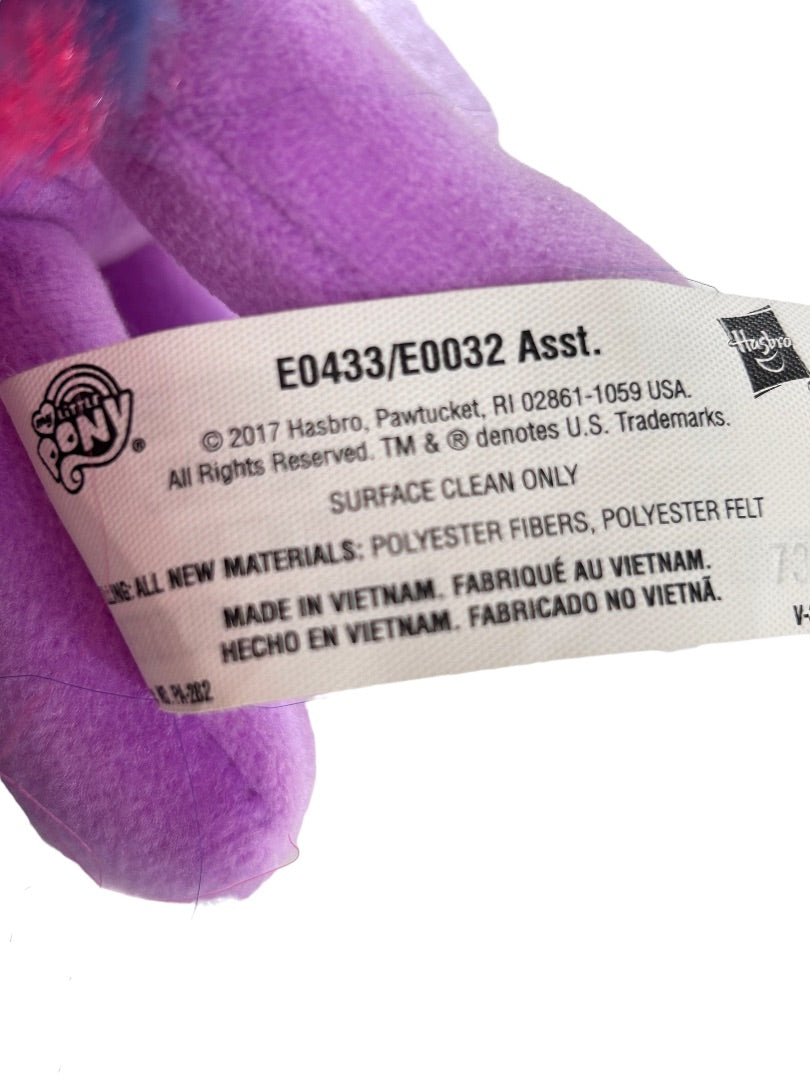 E0433/E0032 Asst.
Hasbro
MY LITTLE PONY ®
© 2017 Hasbro, Pawtucket, RI 02861-1059 USA.
All Rights Reserved. TM & ® denotes U.S. Trademarks.
SURFACE CLEAN ONLY
ALL NEW MATERIALS: POLYESTER FIBERS, POLYESTER FELT
MADE IN VIETNAM. FABRIQUÉ AU VIETNAM.
HECHO EN VIETNAM. FABRICADO NO VIETNÃ.